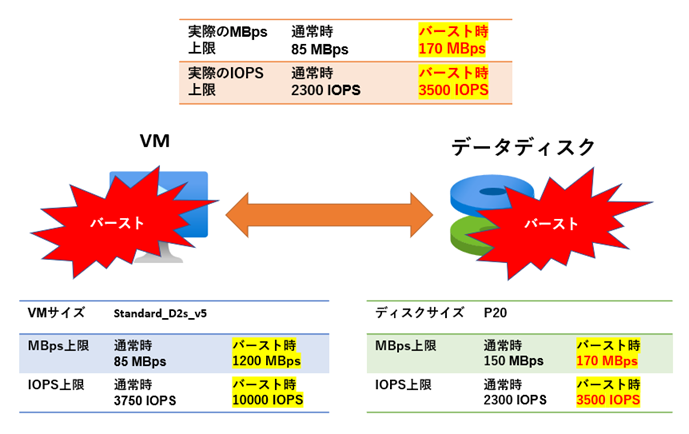 実際のMBps 通常時 バースト時
上限 85 MBps 170 MBps
実際のIOPS 通常時 バースト時
上限 2300 IOPS 3500 IOPS
VM データディスク
バースト バースト
VMサイズ Standard_D2s_v5
MBps上限 通常時 バースト時
85 MBps 1200 MBps
IOPS上限 通常時 バースト時
3750 IOPS 10000 IOPS
ディスクサイズ P20
MBps上限 通常時 バースト時
150 MBps 170 MBps
IOPS上限 通常時 バースト時
2300 IOPS 3500 IOPS